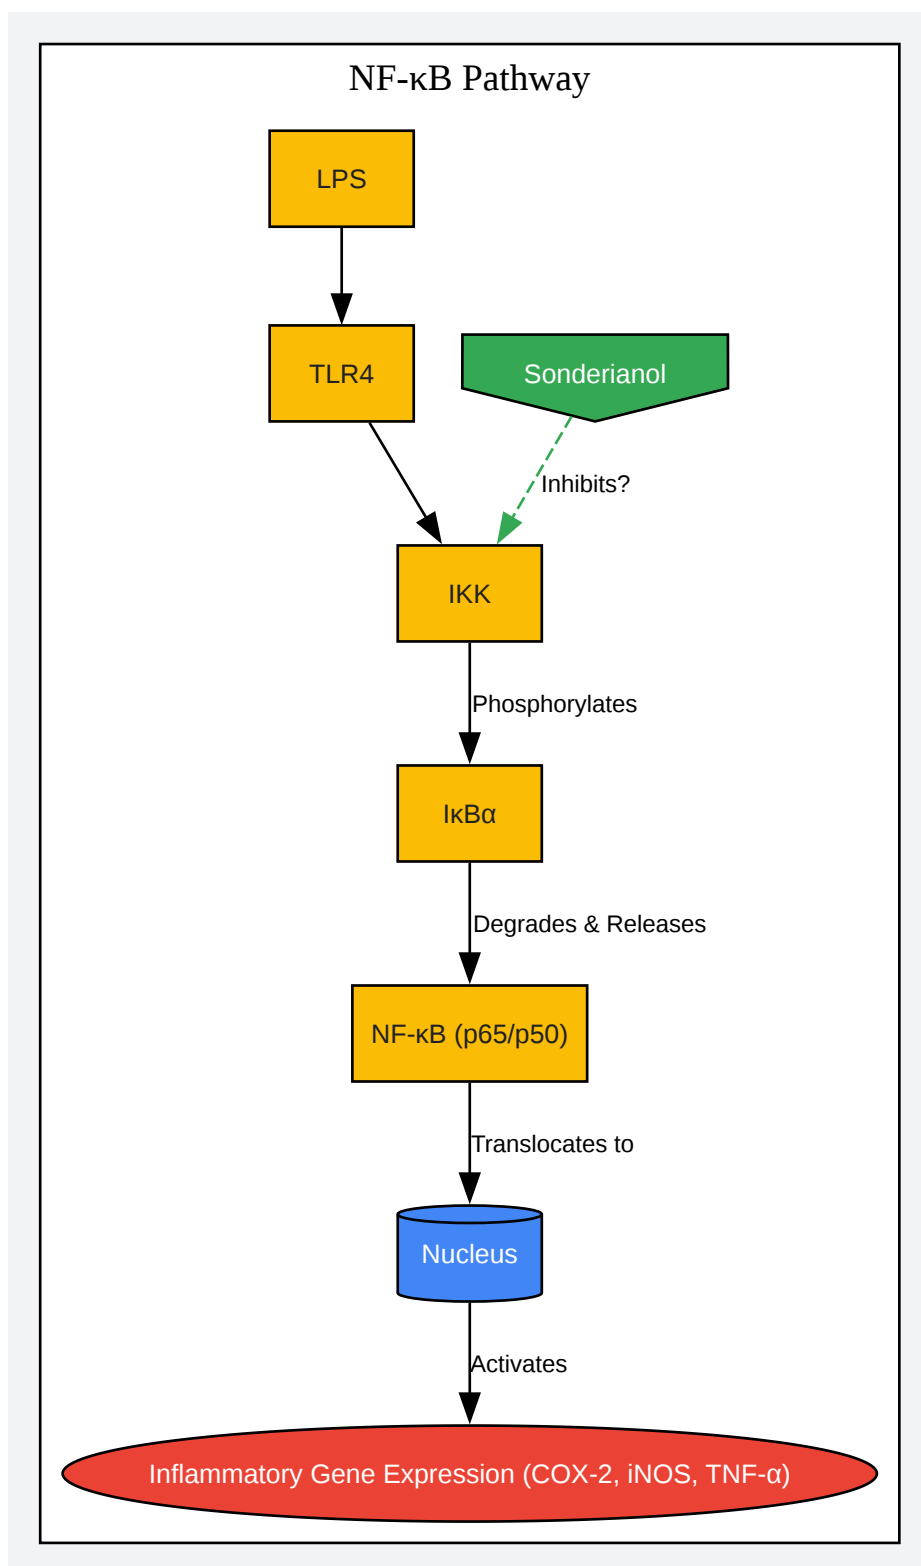 NF-κB Pathway
LPS
TLR4
Sonderianol
Inhibits?
IKK
Phosphorylates
IκBα
Degrades & Releases
NF-κB (p65/p50)
Translocates to
Nucleus
Activates
Inflammatory Gene Expression (COX-2, iNOS, TNF-α)